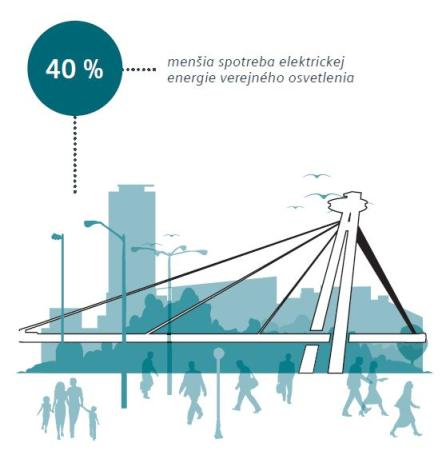 40 %
menšia spotreba elektrickej
energie verejného osvetlenia